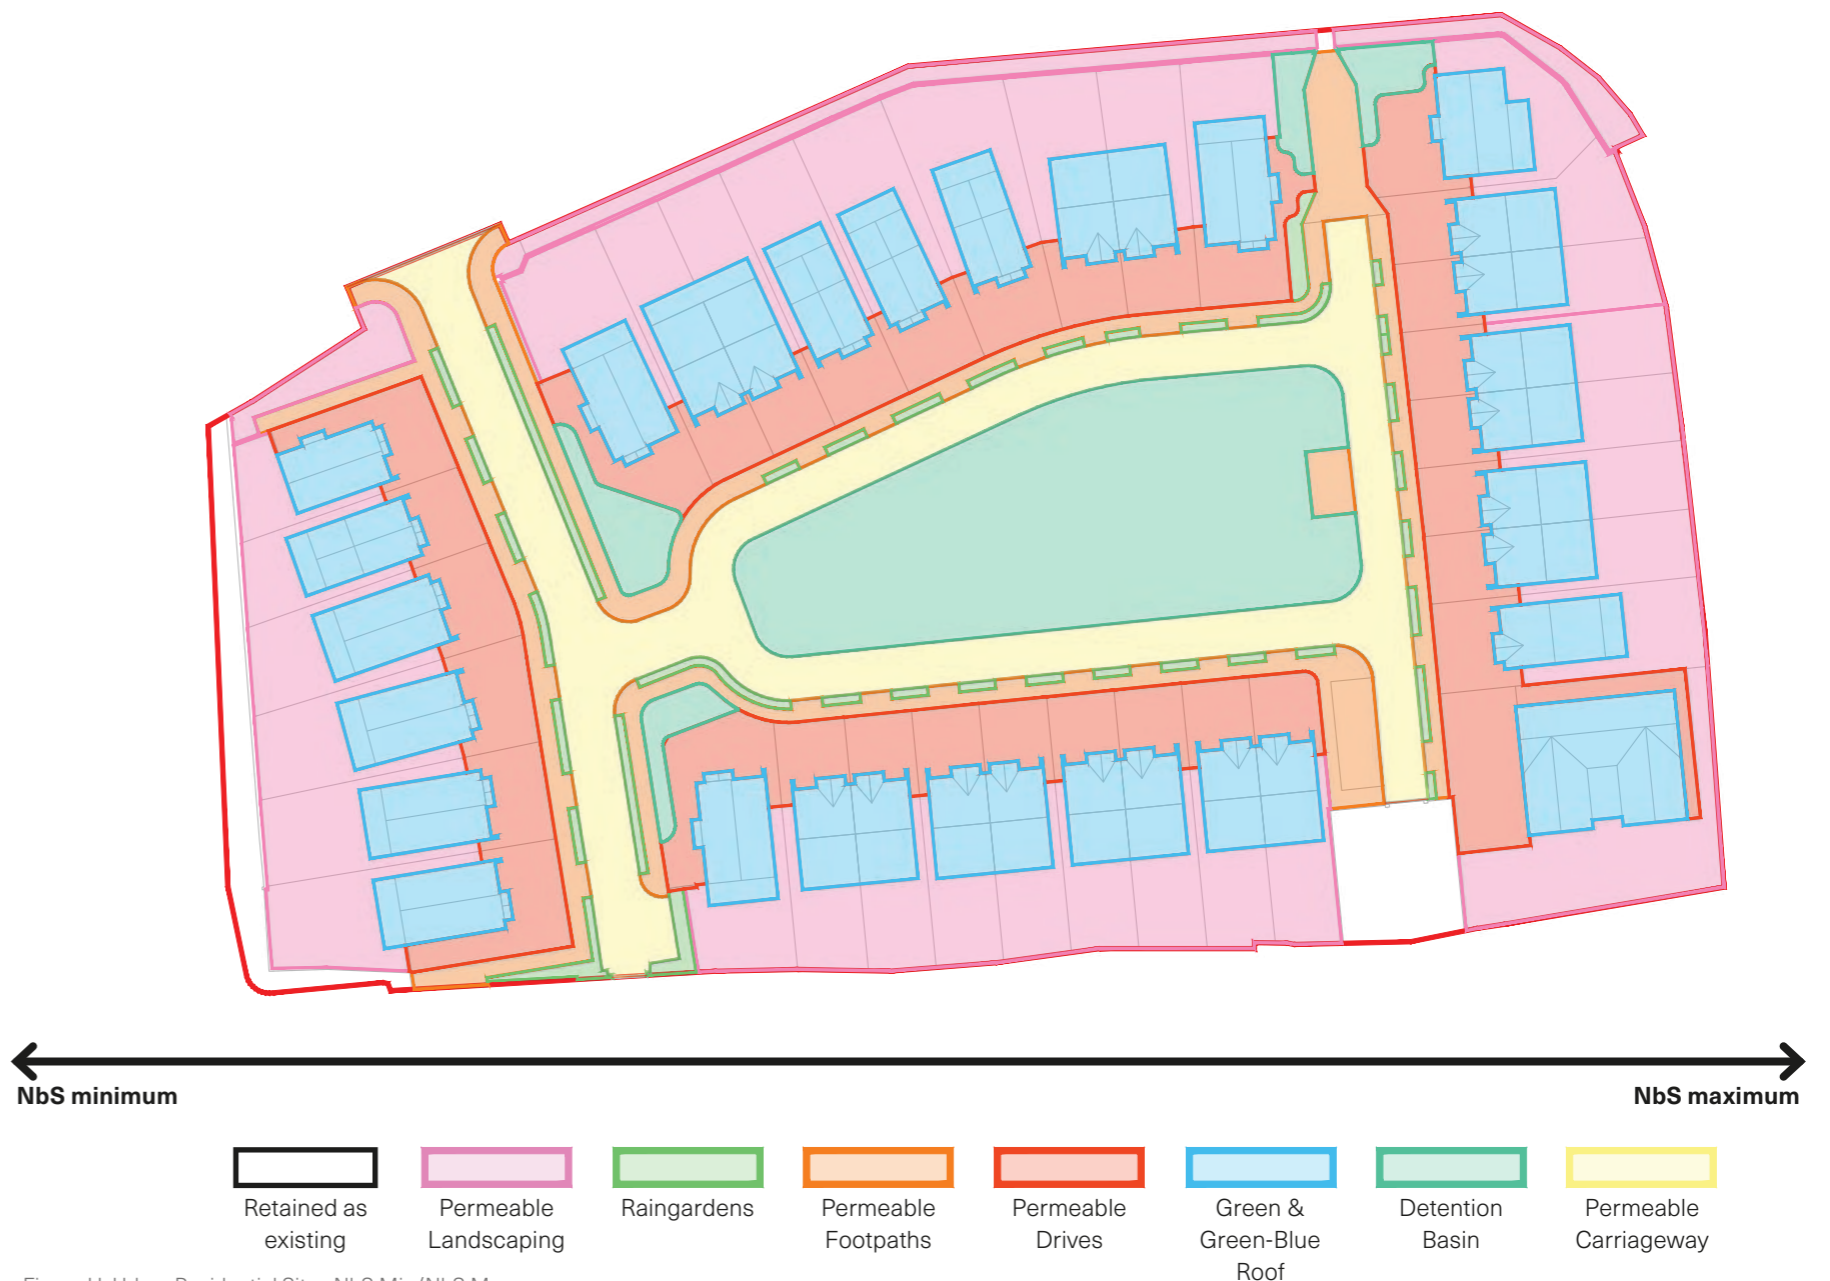 NbS minimum
NbS maximum
Retained as
existing
Permeable
Landscaping
Raingardens
Permeable
Footpaths
Permeable
Drives
Green &
Green-Blue
Roof
Detention
Basin
Permeable
Carriageway